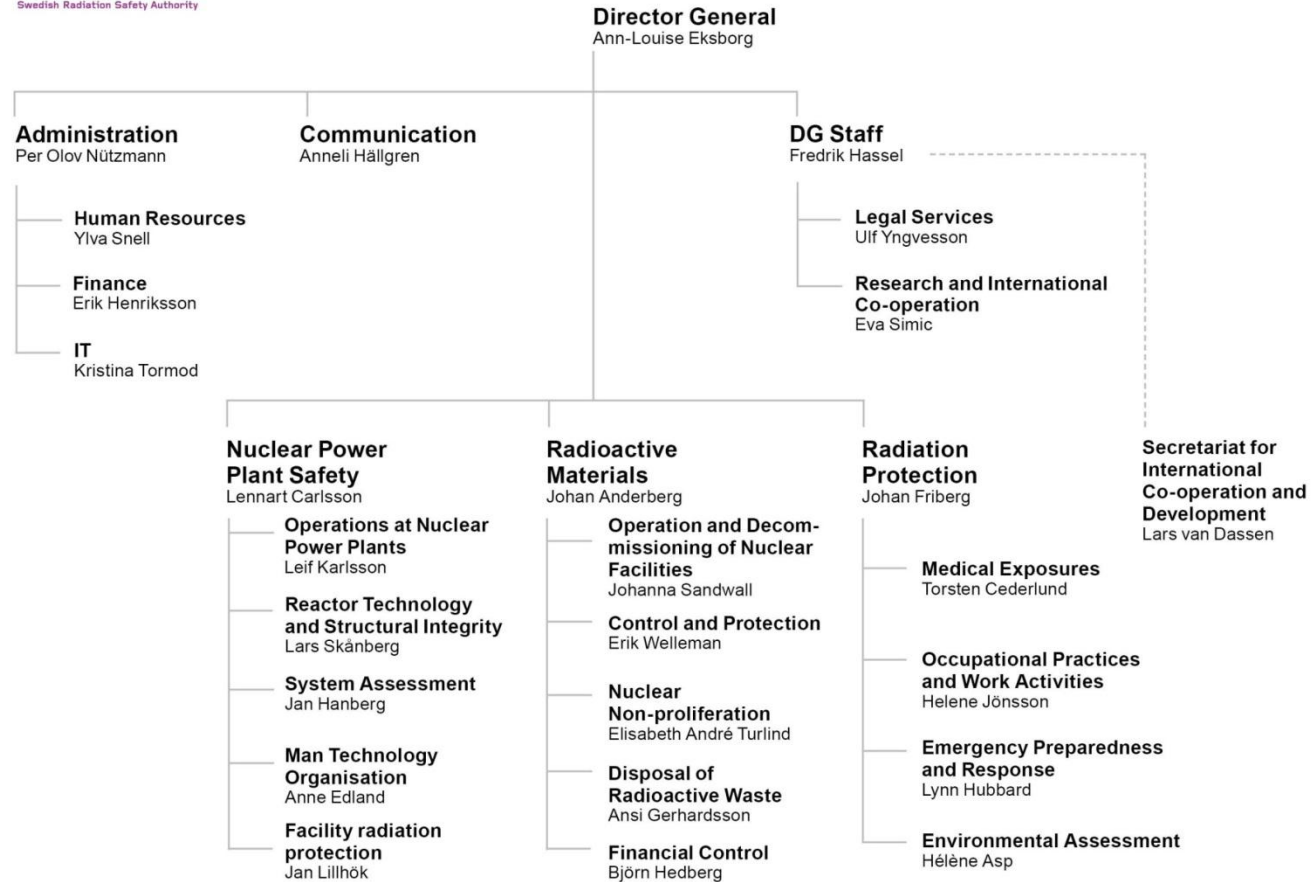 Swedish Radiation Safety Authority
Director General
Ann-Louise Eksborg
Administration
Per Olov Nützmann
Communication
Anneli Hällgren
DG Staff
Fredrik Hassel
Human Resources
Ylva Snell
Finance
Erik Henriksson
IT
Kristina Tormod
Legal Services
Ulf Yngvesson
Research and International
Co-operation
Eva Simic
Nuclear Power
Plant Safety
Lennart Carlsson
Operations at Nuclear
Power Plants
Leif Karlsson
Reactor Technology
and Structural Integrity
Lars Skånberg
System Assessment
Jan Hanberg
Man Technology
Organisation
Anne Edland
Facility radiation
protection
Jan Lillhök
Radioactive
Materials
Johan Anderberg
Operation and Decom-
missioning of Nuclear
Facilities
Johanna Sandwall
Control and Protection
Erik Welleman
Nuclear
Non-proliferation
Elisabeth André Turlind
Disposal of
Radioactive Waste
Ansi Gerhardsson
Financial Control
Björn Hedberg
Radiation
Protection
Johan Friberg
Medical Exposures
Torsten Cederlund
Occupational Practices
and Work Activities
Helene Jönsson
Emergency Preparedness
and Response
Lynn Hubbard
Environmental Assessment
Hélène Asp
Secretariat for
International
Co-operation and
Development
Lars van Dassen